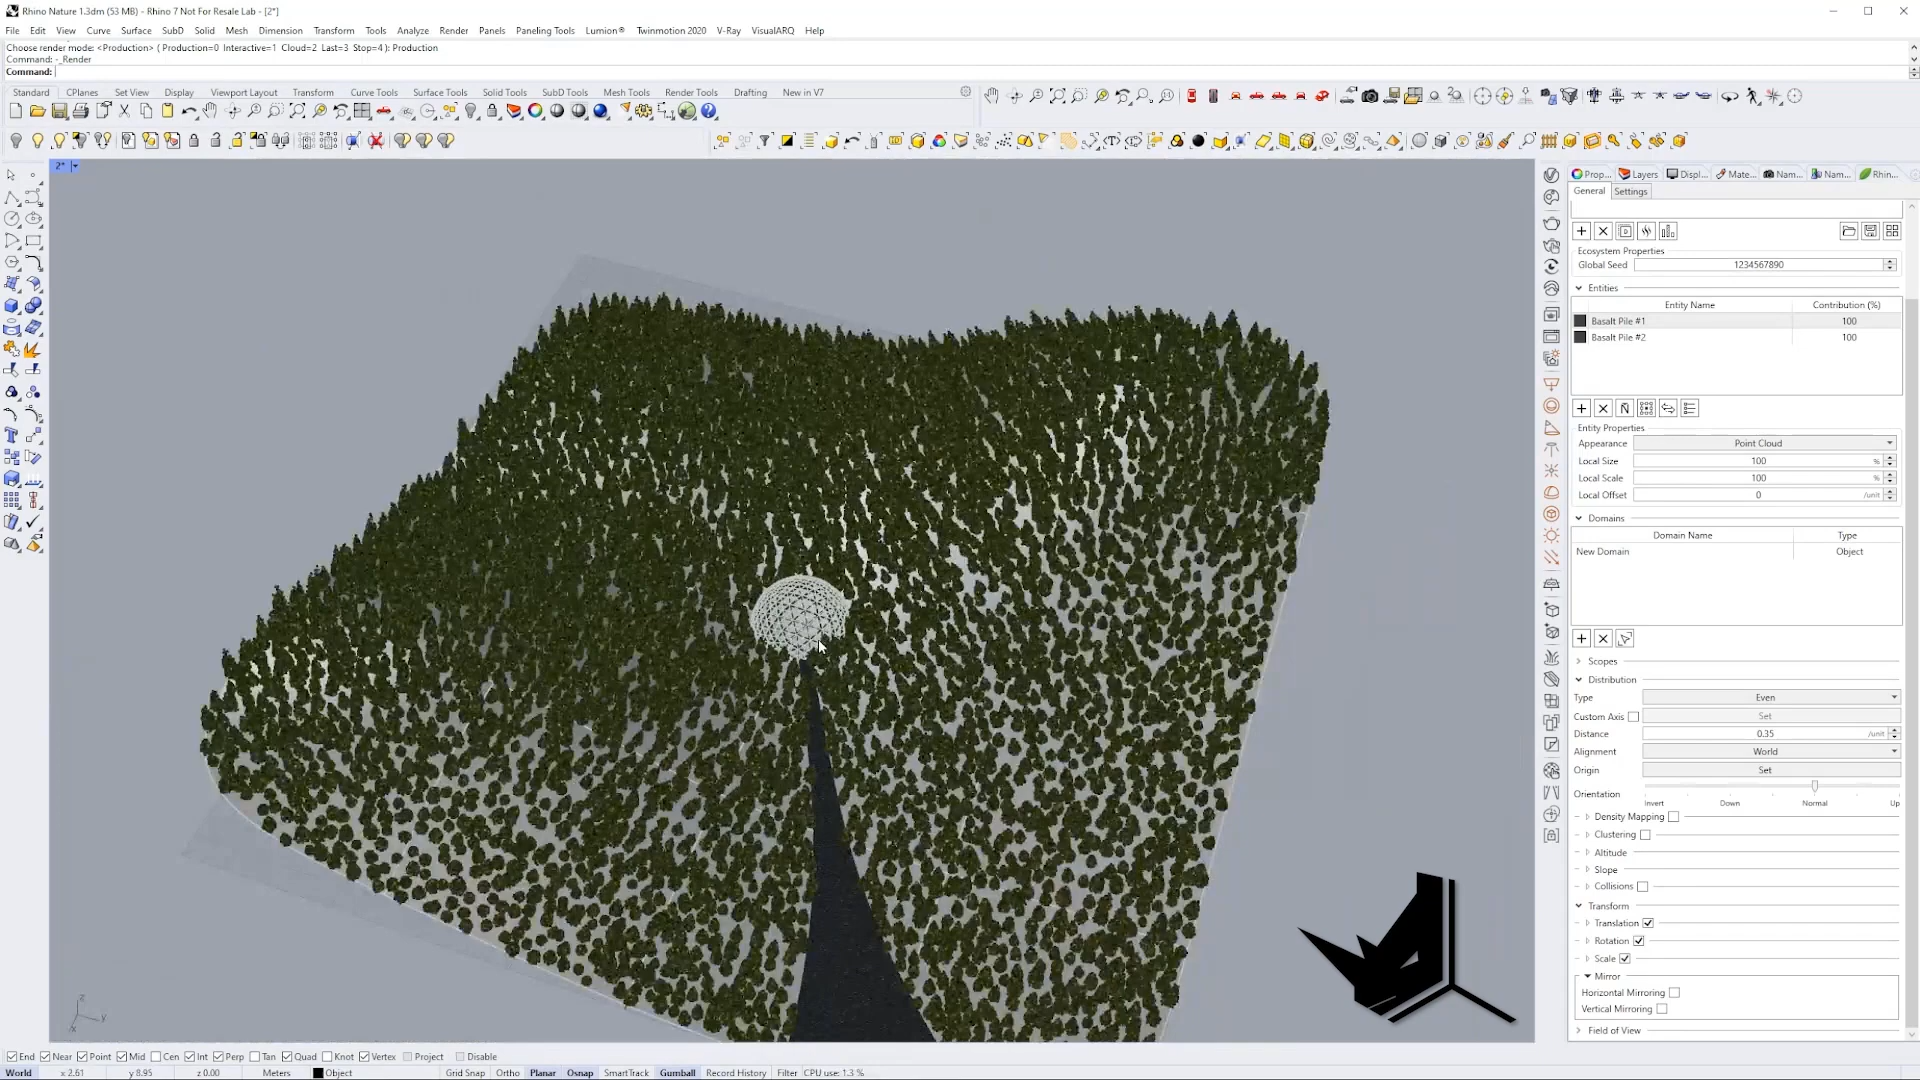 Rhino Nature 1.3dm (53 MB) - Rhino 7 Not For Resale Lab - [2*]
File Edit View Curve Surface SubD Solid Mesh Dimension Transform Tools Analyze Render Panels Paneling Tools Lumion® Twinmotion 2020 V-Ray VisualARQ Help
Choose render mode: <Production> ( Production=0 Interactive=1 Cloud=2 Last=3 Stop=4 ): Production
Command: -_Render
Command:
Standard CPlanes Set View Display Viewport Layout Transform Curve Tools Surface Tools Solid Tools SubD Tools Mesh Tools Render Tools Drafting New in V7
2*
Prop... Layers Displ... Mate... Nam... Nam... Rhin...
General Settings
Ecosystem Properties
Global Seed 1234567890
Entities
Entity Name Contribution (%)
Basalt Pile #1 100
Basalt Pile #2 100
Entity Properties
Appearance Point Cloud
Local Size 100 %
Local Scale 100 %
Local Offset 0 /unit
Domains
Domain Name Type
New Domain Object
Scopes
Distribution
Type Even
Custom Axis Set
Distance 0.35 /unit
Alignment World
Origin Set
Orientation
Invert Down Normal Up
Density Mapping
Clustering
Altitude
Slope
Collisions
Transform
Translation
Rotation
Scale
Mirror
Horizontal Mirroring
Vertical Mirroring
Field of View
z
y
x
End Near Point Mid Cen Int Perp Tan Quad Knot Vertex Project Disable
World x 2.61 y 8.95 z 0.00 Meters Object Grid Snap Ortho Planar Osnap SmartTrack Gumball Record History Filter CPU use: 1.3 %